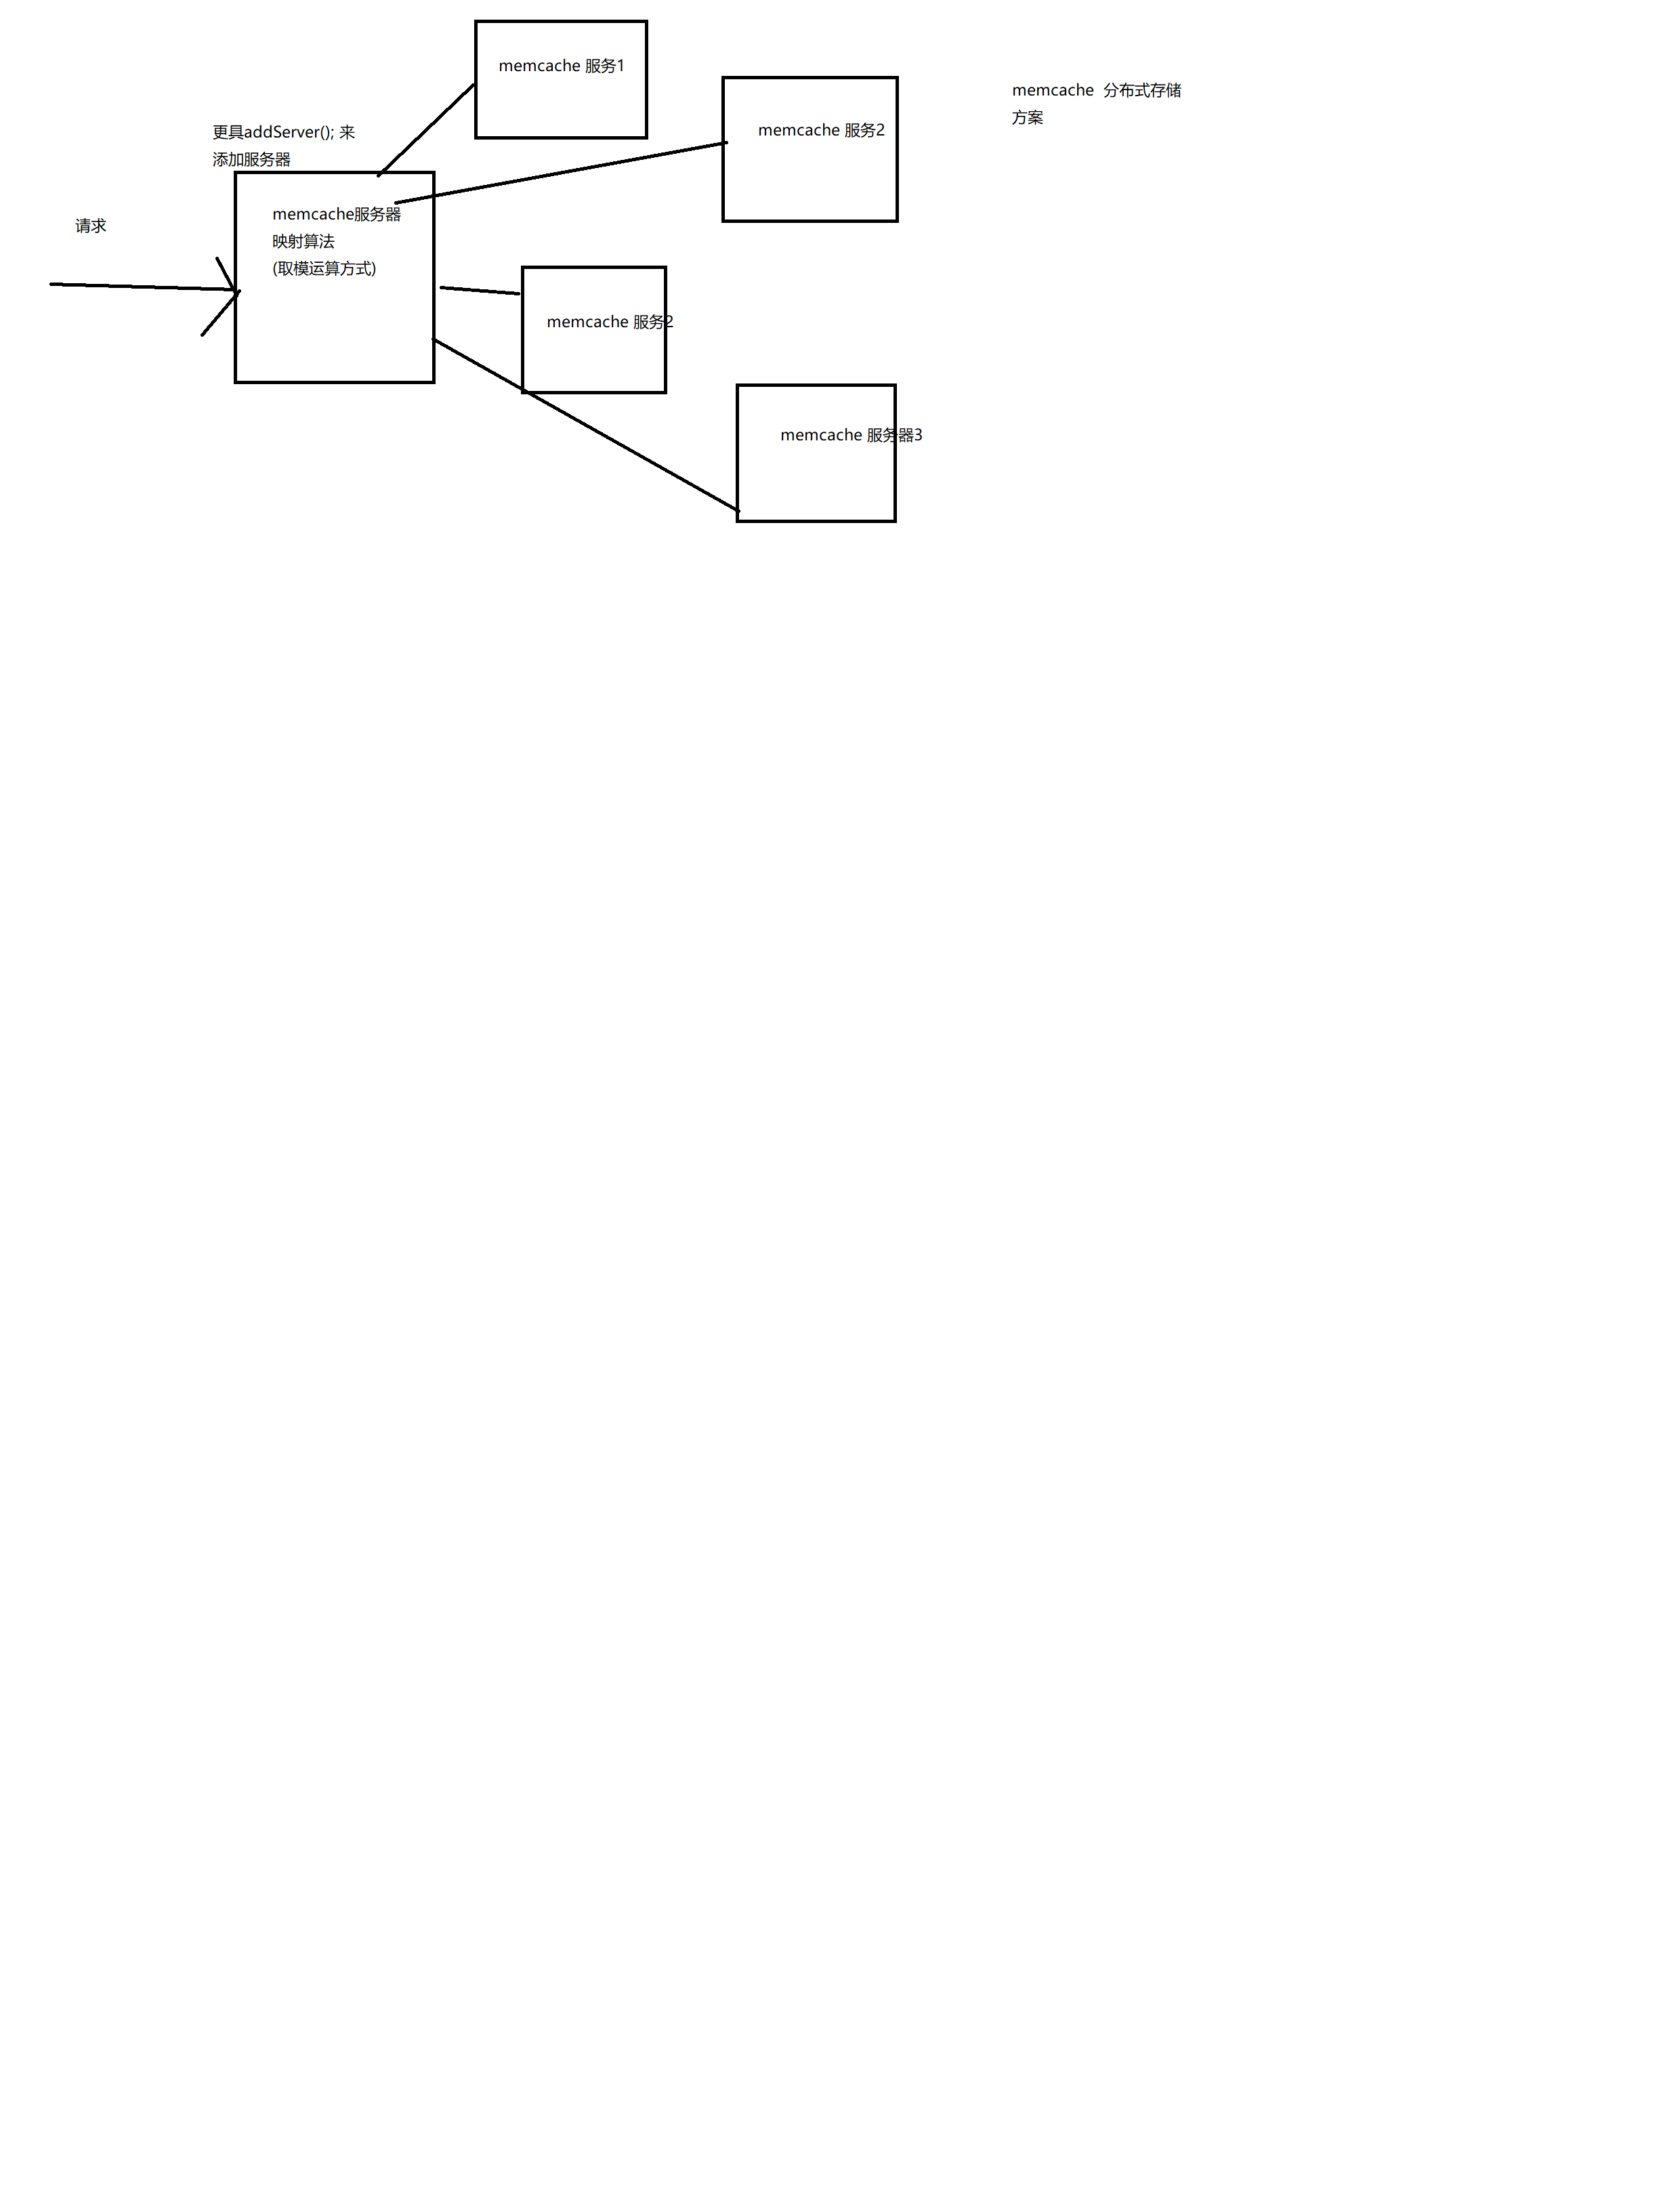 memcache 服务1
memcache 服务2
memcache  分布式存储
方案
更具addServer(); 来
添加服务器
请求
memcache服务器
映射算法
(取模运算方式)
memcache 服务2
memcache 服务器3